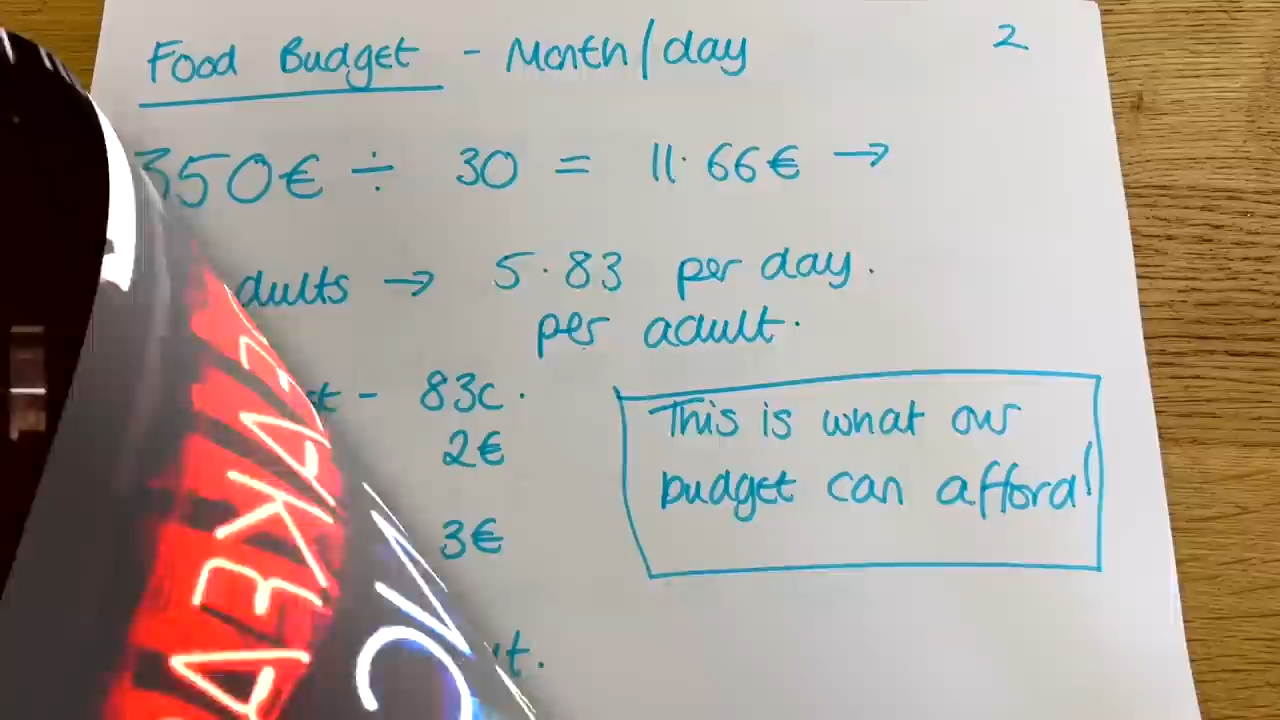 Food Budget - Month/day
2
350€ ÷ 30 = 11.66€ →
dults → 5.83 per day.
per adult.
- 83c.
2€
3€
This is what our
budget can afford!